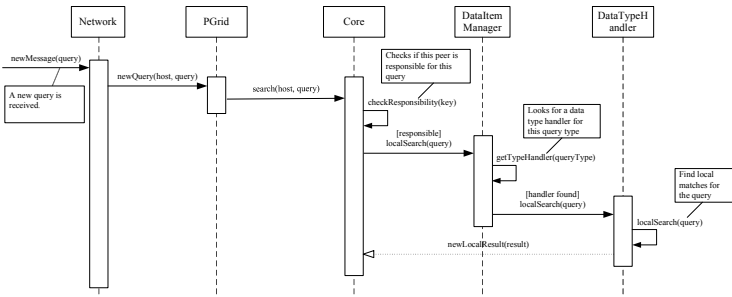 Network
PGrid
Core
DataItem
Manager
DataTypeH
andler
newMessage(query)
A new query is
received.
newQuery(host, query)
search(host, query)
Checks if this peer is
responsible for this
query
checkResponsibility(key)
[responsible]
localSearch(query)
Looks for a data
type handler for
this query type
getTypeHandler(queryType)
[handler found]
localSearch(query)
Find local
matches for
the query
localSearch(query)
newLocalResult(result)